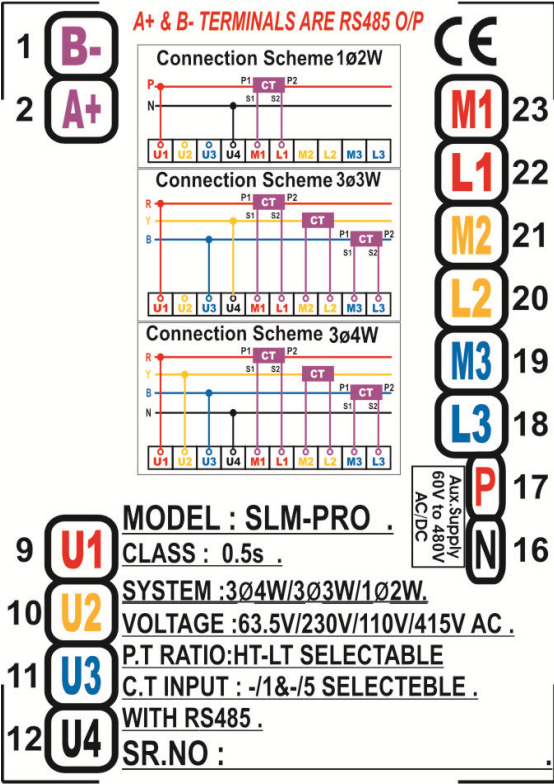 A+ & B- TERMINALS ARE RS485 O/P
1 B-
2 A+
CE
Connection Scheme 1ø2W
P
N
P1 CT P2
S1 S2
U1 U2 U3 U4 M1 L1 M2 L2 M3 L3
Connection Scheme 3ø3W
R
Y
B
P1 CT P2
S1 S2
CT
P1 CT P2
S1 S2
U1 U2 U3 U4 M1 L1 M2 L2 M3 L3
Connection Scheme 3ø4W
R
Y
B
N
P1 CT P2
S1 S2
CT
P1 CT P2
S1 S2
U1 U2 U3 U4 M1 L1 M2 L2 M3 L3
M1 23
L1 22
M2 21
L2 20
M3 19
L3 18
P 17
N 16
Aux.Supply
60V to 480V
AC/DC
9 U1
10 U2
11 U3
12 U4
MODEL : SLM-PRO .
CLASS : 0.5s .
SYSTEM :3Ø4W/3Ø3W/1Ø2W.
VOLTAGE :63.5V/230V/110V/415V AC .
P.T RATIO:HT-LT SELECTABLE
C.T INPUT : -/1&-/5 SELECTEBLE .
WITH RS485 .
SR.NO : .